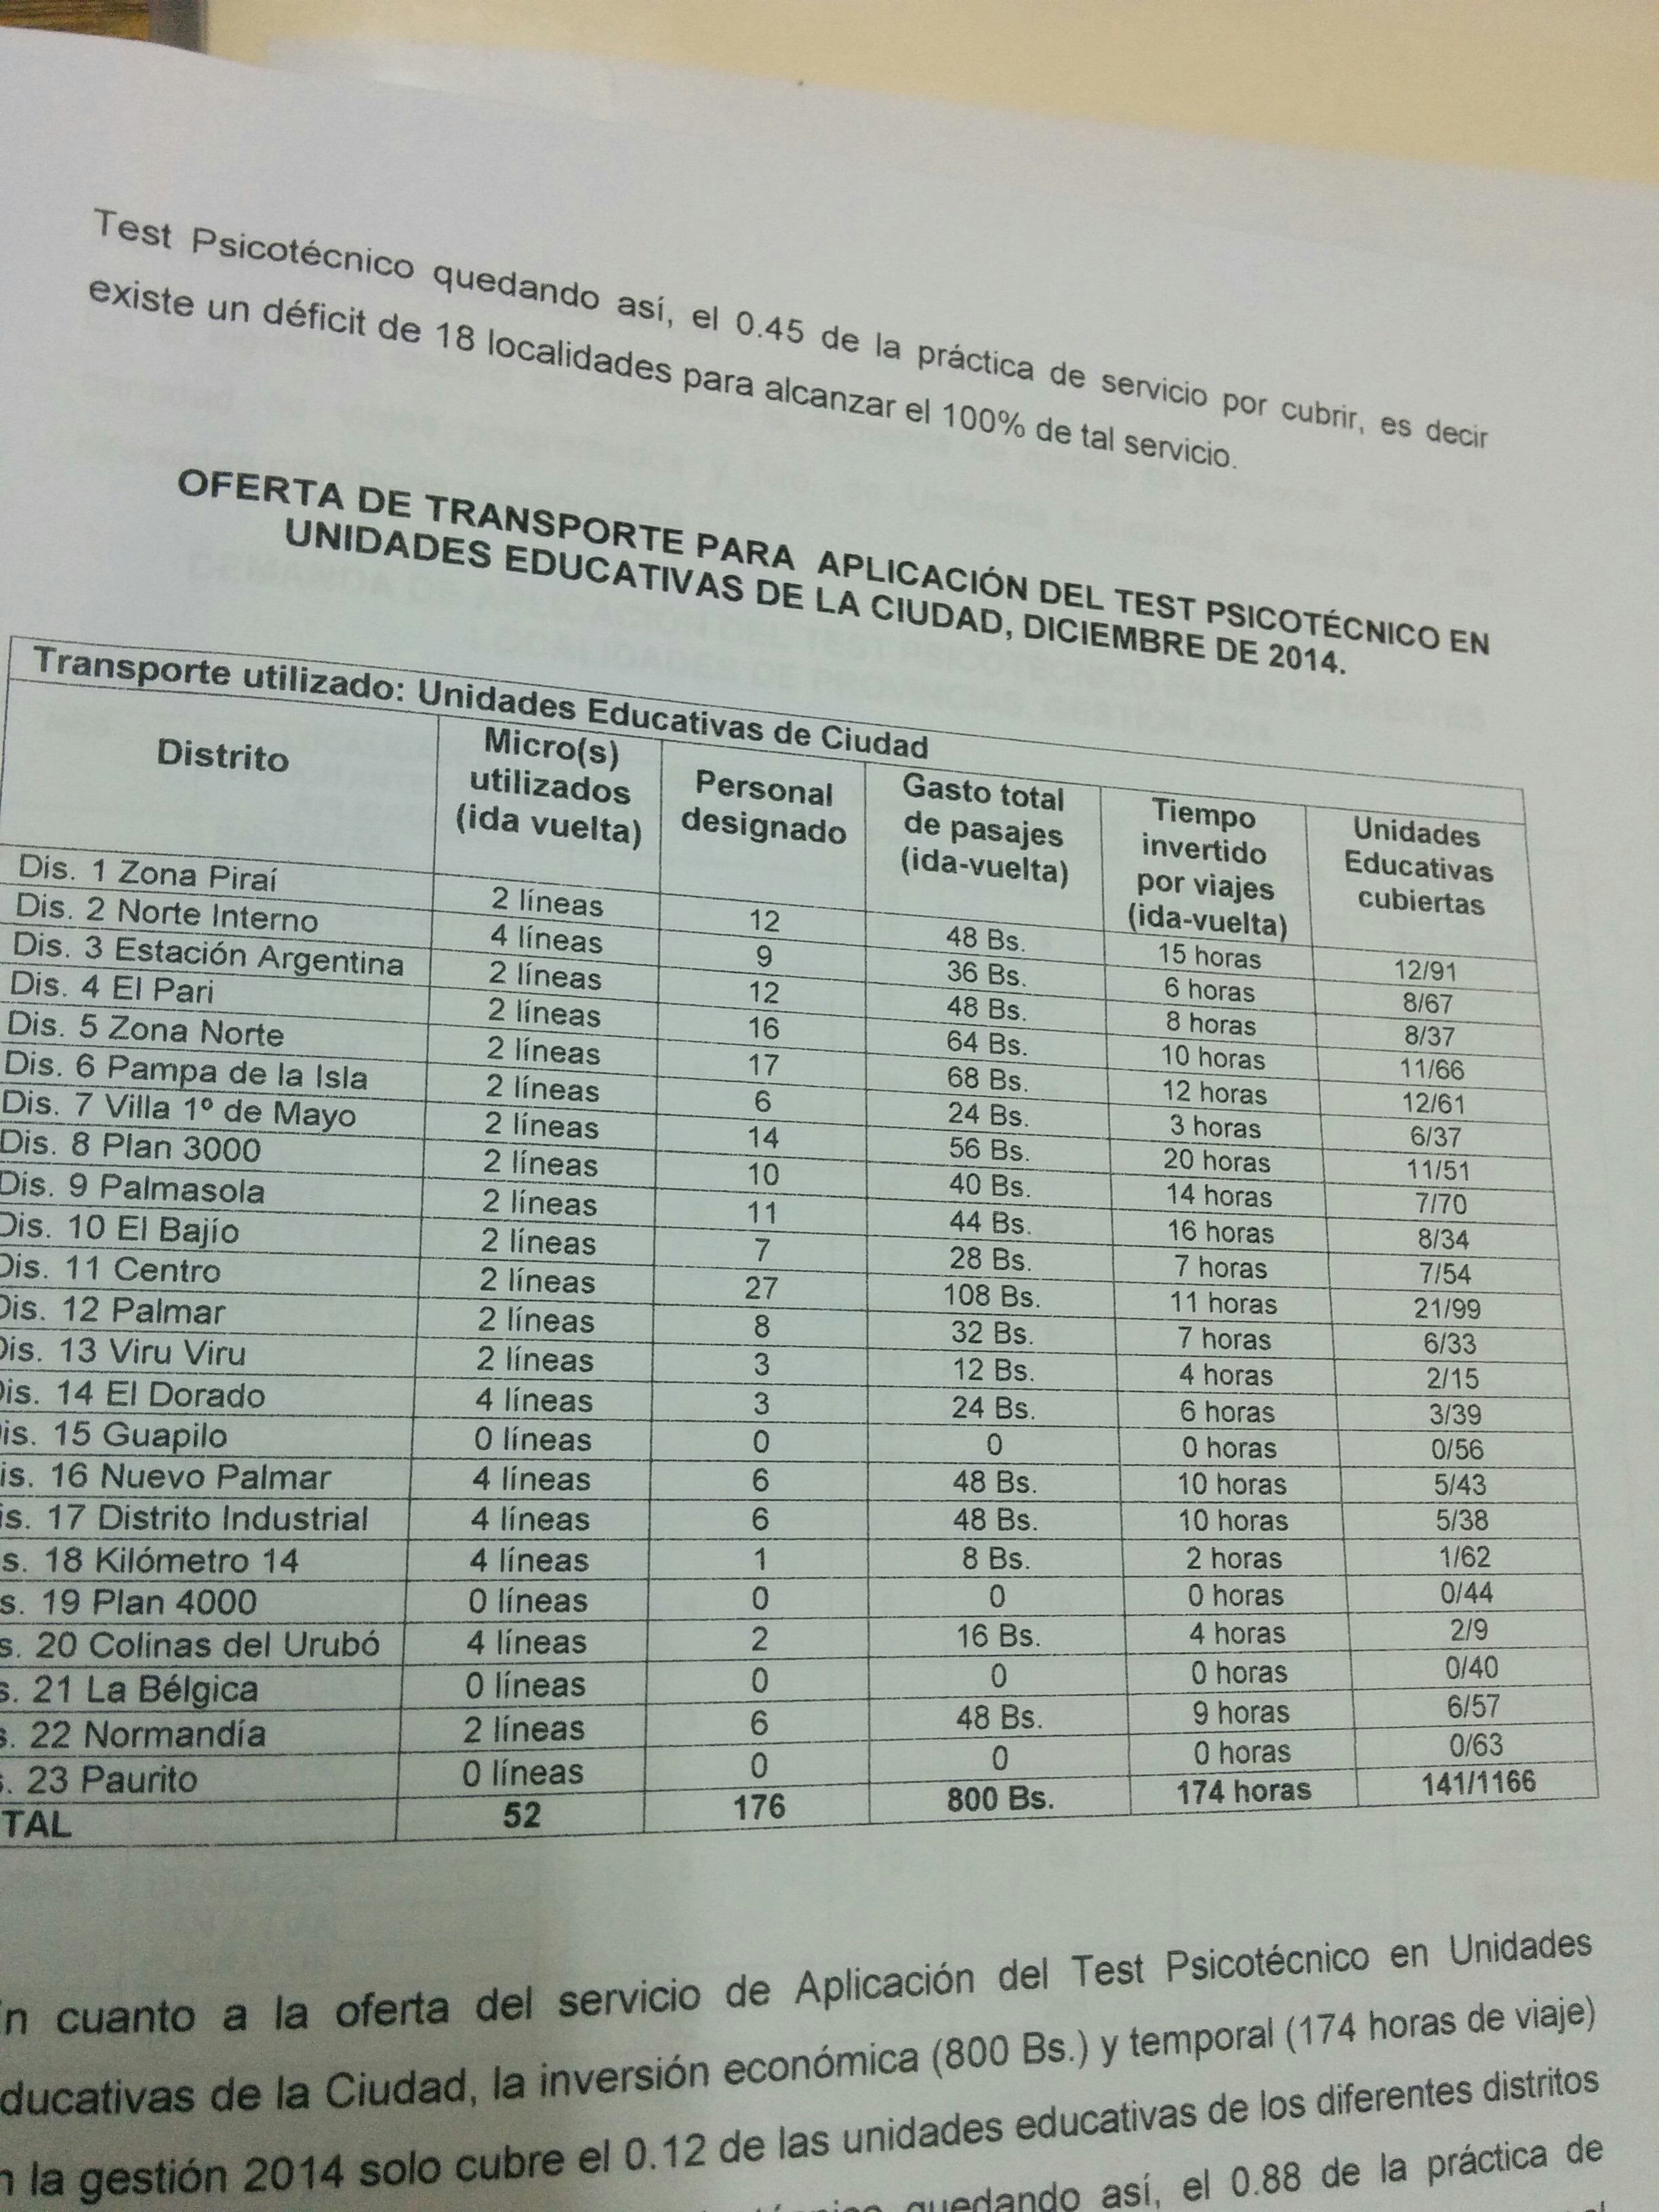 Test Psicotécnico quedando así, el 0.45 de la práctica de servicio por cubrir, es decir
existe un déficit de 18 localidades para alcanzar el 100% de tal servicio.
OFERTA DE TRANSPORTE PARA APLICACIÓN DEL TEST PSICOTÉCNICO EN
UNIDADES EDUCATIVAS DE LA CIUDAD, DICIEMBRE DE 2014.
Transporte utilizado: Unidades Educativas de Ciudad
Distrito Micro(s) utilizados (ida vuelta) Personal designado Gasto total de pasajes (ida-vuelta) Tiempo invertido por viajes (ida-vuelta) Unidades Educativas cubiertas
Dis. 1 Zona Piraí 2 líneas 12 48 Bs. 15 horas 12/91
Dis. 2 Norte Interno 4 líneas 9 36 Bs. 6 horas 8/67
Dis. 3 Estación Argentina 2 líneas 12 48 Bs. 8 horas 8/37
Dis. 4 El Pari 2 líneas 16 64 Bs. 10 horas 11/66
Dis. 5 Zona Norte 2 líneas 17 68 Bs. 12 horas 12/61
Dis. 6 Pampa de la Isla 2 líneas 6 24 Bs. 3 horas 6/37
Dis. 7 Villa 1º de Mayo 2 líneas 14 56 Bs. 20 horas 11/51
Dis. 8 Plan 3000 2 líneas 10 40 Bs. 14 horas 7/70
Dis. 9 Palmasola 2 líneas 11 44 Bs. 16 horas 8/34
Dis. 10 El Bajío 2 líneas 7 28 Bs. 7 horas 7/54
Dis. 11 Centro 2 líneas 27 108 Bs. 11 horas 21/99
Dis. 12 Palmar 2 líneas 8 32 Bs. 7 horas 6/33
Dis. 13 Viru Viru 2 líneas 3 12 Bs. 4 horas 2/15
is. 14 El Dorado 4 líneas 3 24 Bs. 6 horas 3/39
is. 15 Guapilo 0 líneas 0 0 0 horas 0/56
is. 16 Nuevo Palmar 4 líneas 6 48 Bs. 10 horas 5/43
is. 17 Distrito Industrial 4 líneas 6 48 Bs. 10 horas 5/38
s. 18 Kilómetro 14 4 líneas 1 8 Bs. 2 horas 1/62
s. 19 Plan 4000 0 líneas 0 0 0 horas 0/44
s. 20 Colinas del Urubó 4 líneas 2 16 Bs. 4 horas 2/9
s. 21 La Bélgica 0 líneas 0 0 0 horas 0/40
s. 22 Normandía 2 líneas 6 48 Bs. 9 horas 6/57
. 23 Paurito 0 líneas 0 0 0 horas 0/63
TAL 52 176 800 Bs. 174 horas 141/1166
n cuanto a la oferta del servicio de Aplicación del Test Psicotécnico en Unidades
ducativas de la Ciudad, la inversión económica (800 Bs.) y temporal (174 horas de viaje)
n la gestión 2014 solo cubre el 0.12 de las unidades educativas de los diferentes distritos
quedando así, el 0.88 de la práctica de